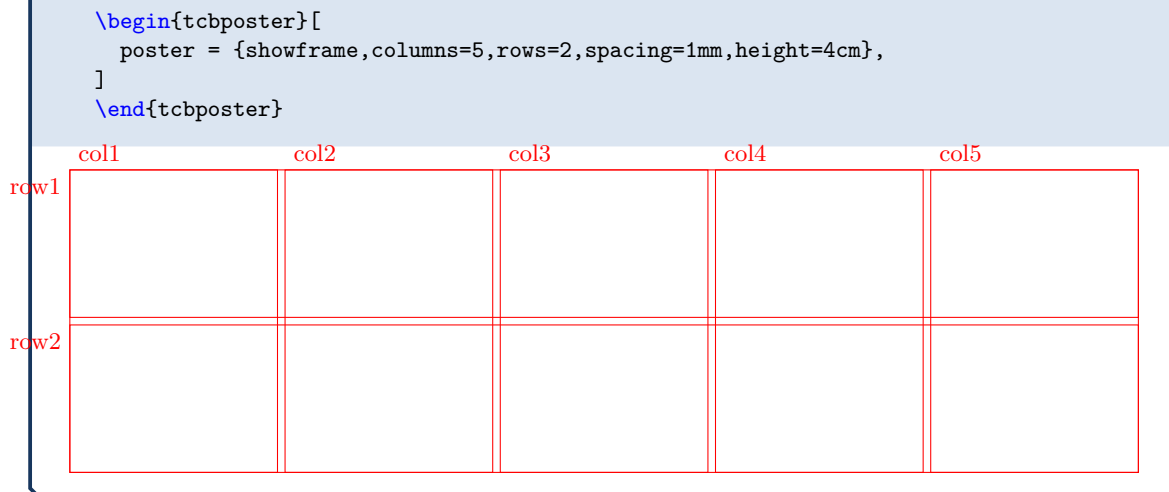 \begin{tcbposter}[
poster = {showframe,columns=5,rows=2,spacing=1mm,height=4cm},
]
\end{tcbposter}
col1 col2 col3 col4 col5
row1
row2